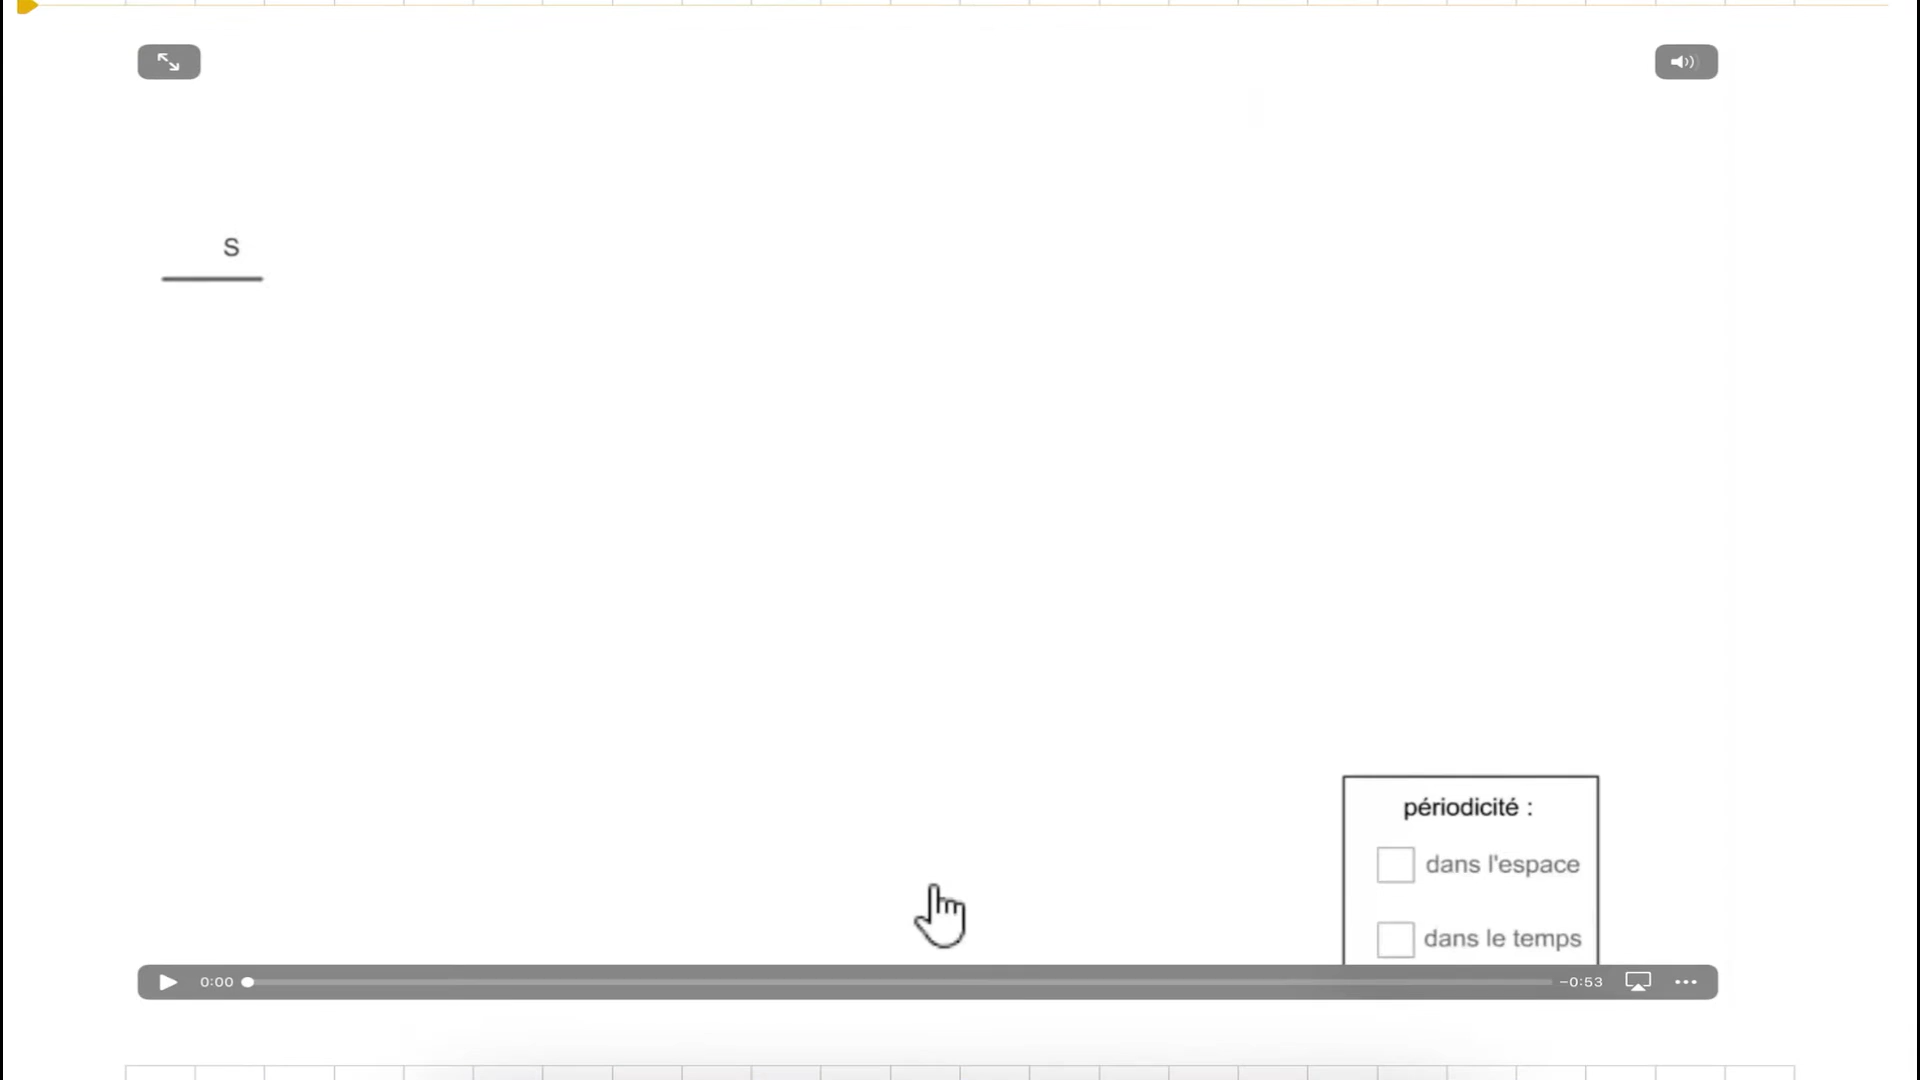 S
périodicité :
dans l'espace
dans le temps
0:00
−0:53